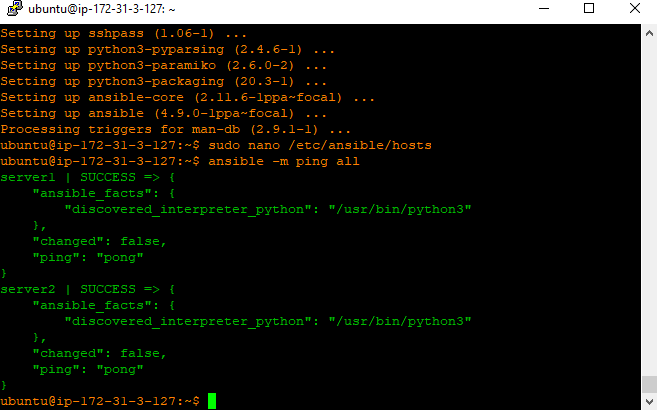 ubuntu@ip-172-31-3-127: ~
Setting up sshpass (1.06-1) ...
Setting up python3-pyparsing (2.4.6-1) ...
Setting up python3-paramiko (2.6.0-2) ...
Setting up python3-packaging (20.3-1) ...
Setting up ansible-core (2.11.6-1ppa~focal) ...
Setting up ansible (4.9.0-1ppa~focal) ...
Processing triggers for man-db (2.9.1-1) ...
ubuntu@ip-172-31-3-127:~$ sudo nano /etc/ansible/hosts
ubuntu@ip-172-31-3-127:~$ ansible -m ping all
server1 | SUCCESS => {
    "ansible_facts": {
        "discovered_interpreter_python": "/usr/bin/python3"
    },
    "changed": false,
    "ping": "pong"
}
server2 | SUCCESS => {
    "ansible_facts": {
        "discovered_interpreter_python": "/usr/bin/python3"
    },
    "changed": false,
    "ping": "pong"
}
ubuntu@ip-172-31-3-127:~$